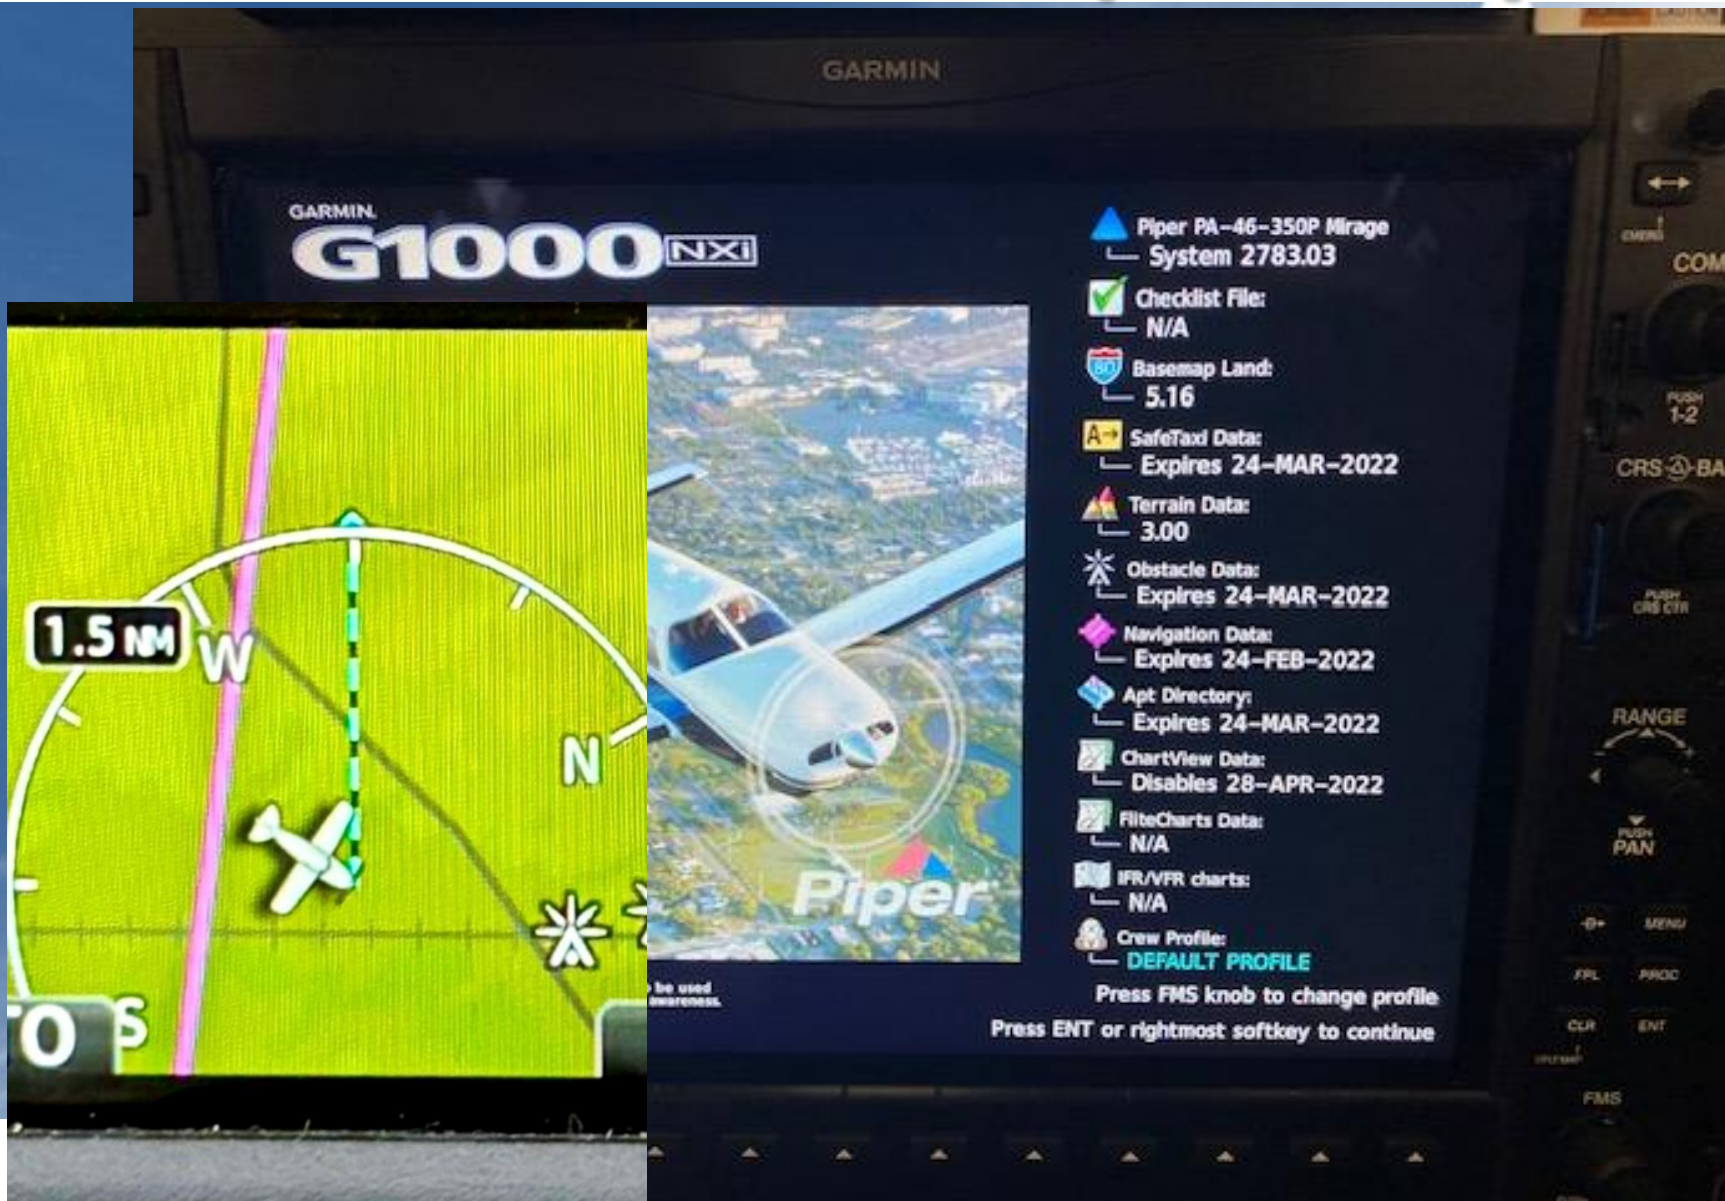 GARMIN
GARMIN.
G1000 NXi
Piper PA-46-350P Mirage
System 2783.03
Checklist File:
N/A
80
Basemap Land:
5.16
A→
SafeTaxi Data:
Expires 24-MAR-2022
Terrain Data:
3.00
Obstacle Data:
Expires 24-MAR-2022
Navigation Data:
Expires 24-FEB-2022
Apt Directory:
Expires 24-MAR-2022
ChartView Data:
Disables 28-APR-2022
FliteCharts Data:
N/A
IFR/VFR charts:
N/A
Crew Profile:
DEFAULT PROFILE
Press FMS knob to change profile
Press ENT or rightmost softkey to continue
Piper
be used
awareness.
1.5 NM
W
N
S
COM
PUSH
1-2
CRS
BA
PUSH
CRS CTR
RANGE
PUSH
PAN
MENU
FPL
PROC
CLR
ENT
FMS